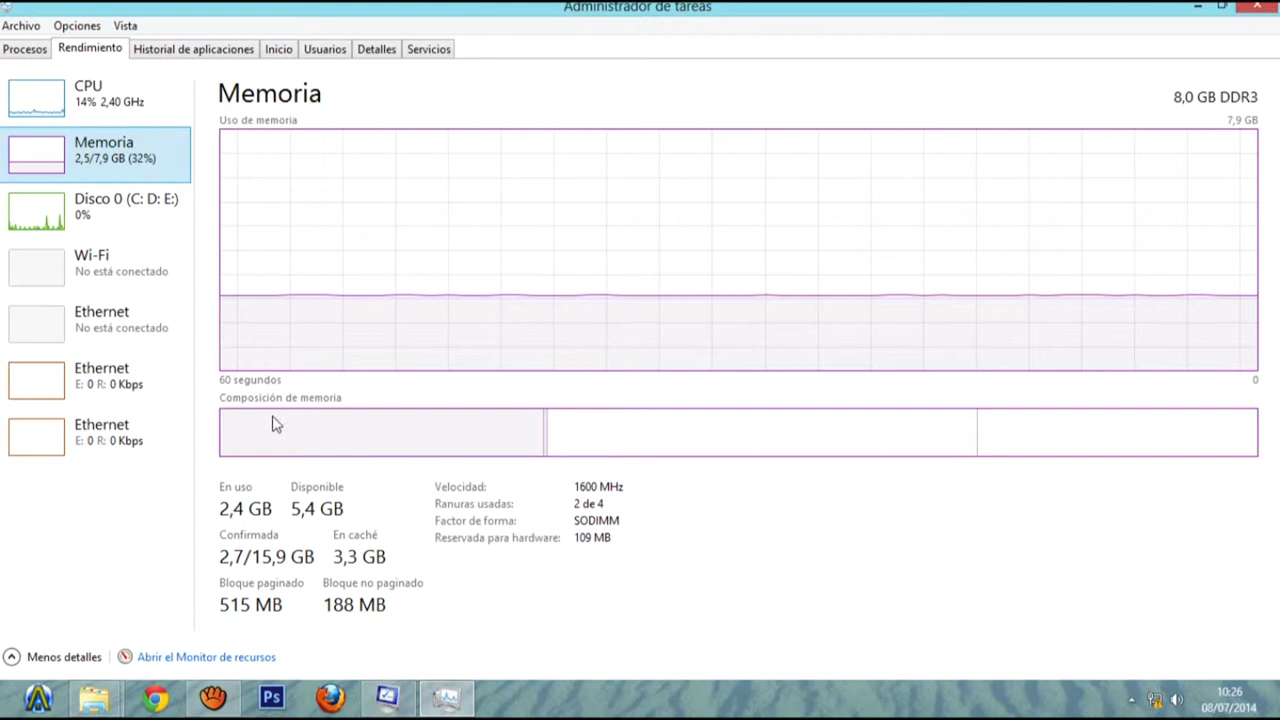 Administrador de tareas
Archivo Opciones Vista
Procesos Rendimiento Historial de aplicaciones Inicio Usuarios Detalles Servicios
CPU
14% 2,40 GHz
Memoria
2,5/7,9 GB (32%)
Disco 0 (C: D: E:)
0%
Wi-Fi
No está conectado
Ethernet
No está conectado
Ethernet
E: 0 R: 0 Kbps
Ethernet
E: 0 R: 0 Kbps
Memoria 8,0 GB DDR3
Uso de memoria 7,9 GB
60 segundos 0
Composición de memoria
En uso Disponible
2,4 GB 5,4 GB
Confirmada En caché
2,7/15,9 GB 3,3 GB
Bloque paginado Bloque no paginado
515 MB 188 MB
Velocidad: 1600 MHz
Ranuras usadas: 2 de 4
Factor de forma: SODIMM
Reservada para hardware: 109 MB
Menos detalles Abrir el Monitor de recursos
Ps
10:26
08/07/2014